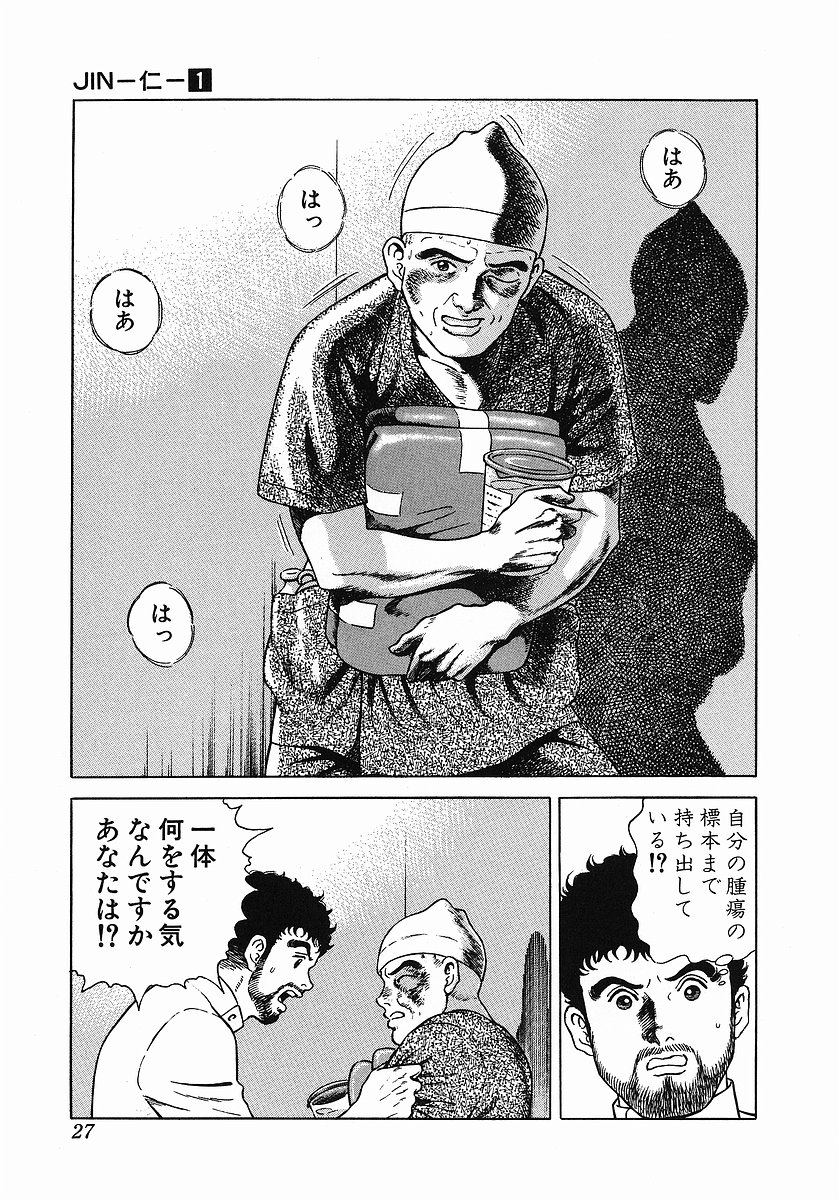 JIN－仁－1
はあ
はっ
はあ
はっ
自分の腫瘍の
標本まで
持ち出して
いる!?
一体
何をする気
なんですか
あなたは!?
27